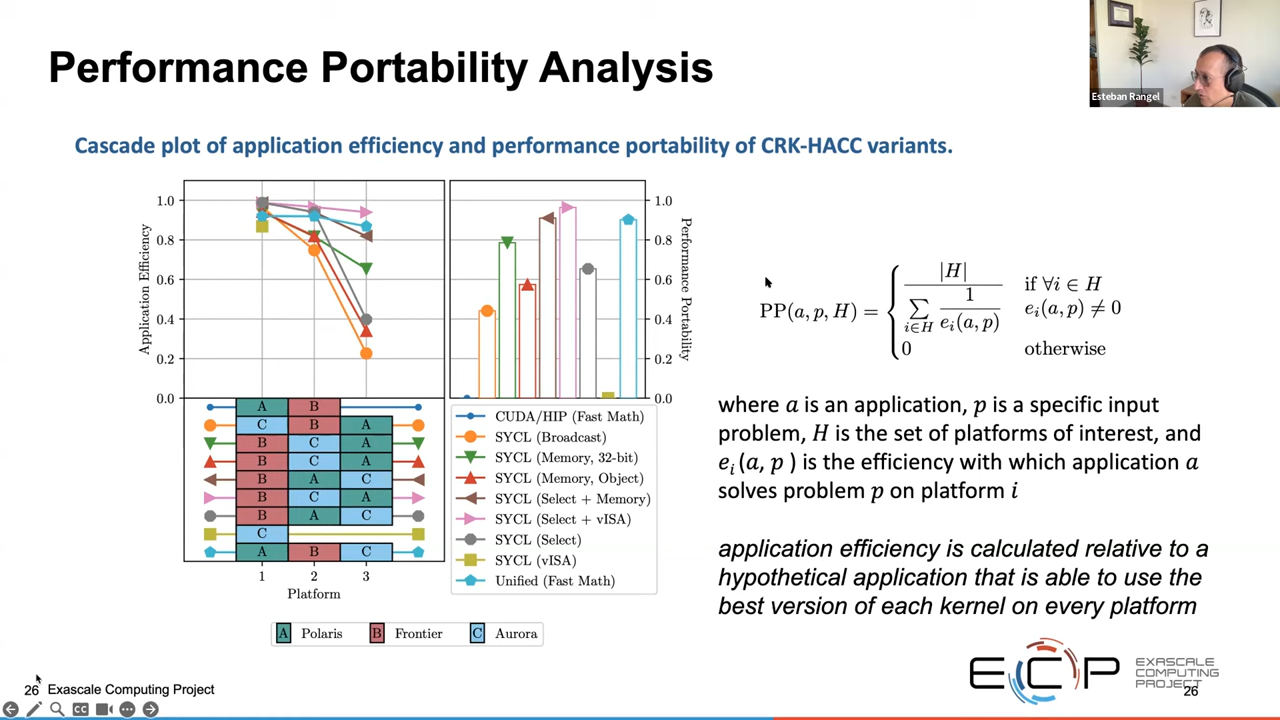 Performance Portability Analysis
Esteban Rangel
Cascade plot of application efficiency and performance portability of CRK-HACC variants.
Application Efficiency
1.0
0.8
0.6
0.4
0.2
0.0
1.0
0.8
0.6
0.4
0.2
0.0
Performance Portability
A B
C B A
B C A
B C A
B A C
B C A
B A C
C
A B C
1 2 3
Platform
CUDA/HIP (Fast Math)
SYCL (Broadcast)
SYCL (Memory, 32-bit)
SYCL (Memory, Object)
SYCL (Select + Memory)
SYCL (Select + vISA)
SYCL (Select)
SYCL (vISA)
Unified (Fast Math)
A Polaris B Frontier C Aurora
PP(a, p, H) = { |H| / ∑ i∈H 1 / e_i(a, p) if ∀i ∈ H
e_i(a, p) ≠ 0
0 otherwise
where a is an application, p is a specific input
problem, H is the set of platforms of interest, and
e_i (a, p ) is the efficiency with which application a
solves problem p on platform i
application efficiency is calculated relative to a
hypothetical application that is able to use the
best version of each kernel on every platform
ECP
EXASCALE
COMPUTING
PROJECT
26
26 Exascale Computing Project
CC